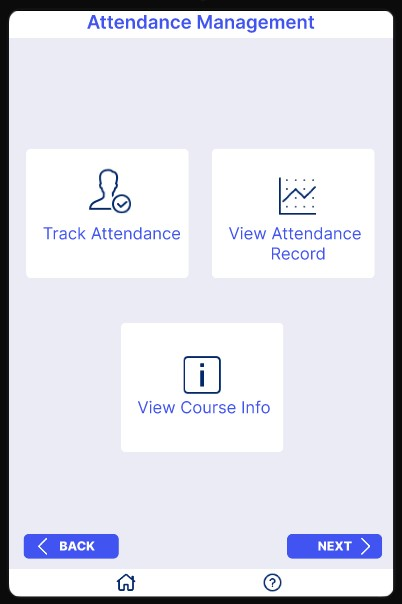 Attendance Management
Track Attendance
View Attendance
Record
i
View Course Info
BACK
NEXT
?